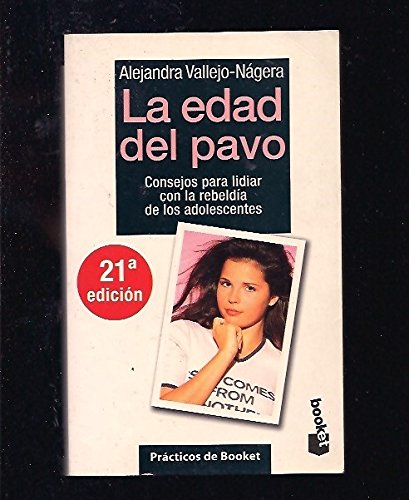 Alejandra Vallejo-Nágera
La edad
del pavo
Consejos para lidiar
con la rebeldía
de los adolescentes
21ª
edición
COMES
FROM
NOTHE
booket
Prácticos de Booket